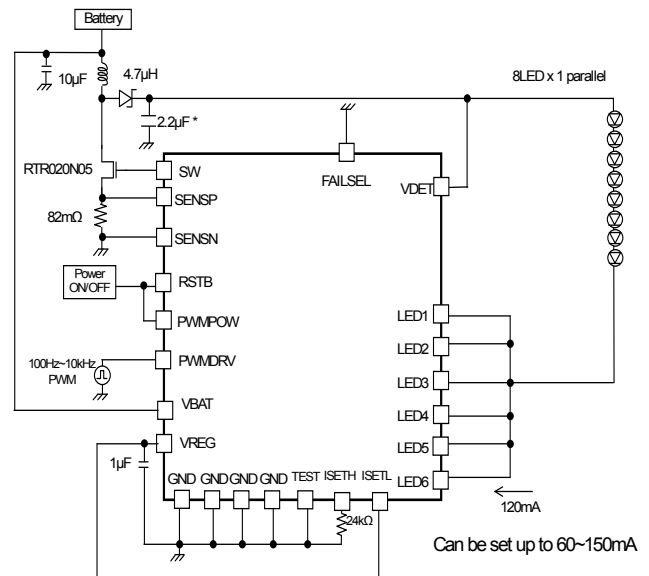 Battery
10μF
4.7μH
8LED x 1 parallel
2.2μF *
RTR020N05
SW
FAILSEL
VDET
SENSP
82mΩ
SENSN
Power
ON/OFF
RSTB
PWMPOW
LED1
LED2
100Hz~10kHz
PWM
PWMDRV
LED3
VBAT
LED4
VREG
LED5
1μF
GND GND GND GND TEST ISETH ISETL
LED6
24kΩ
120mA
Can be set up to 60~150mA